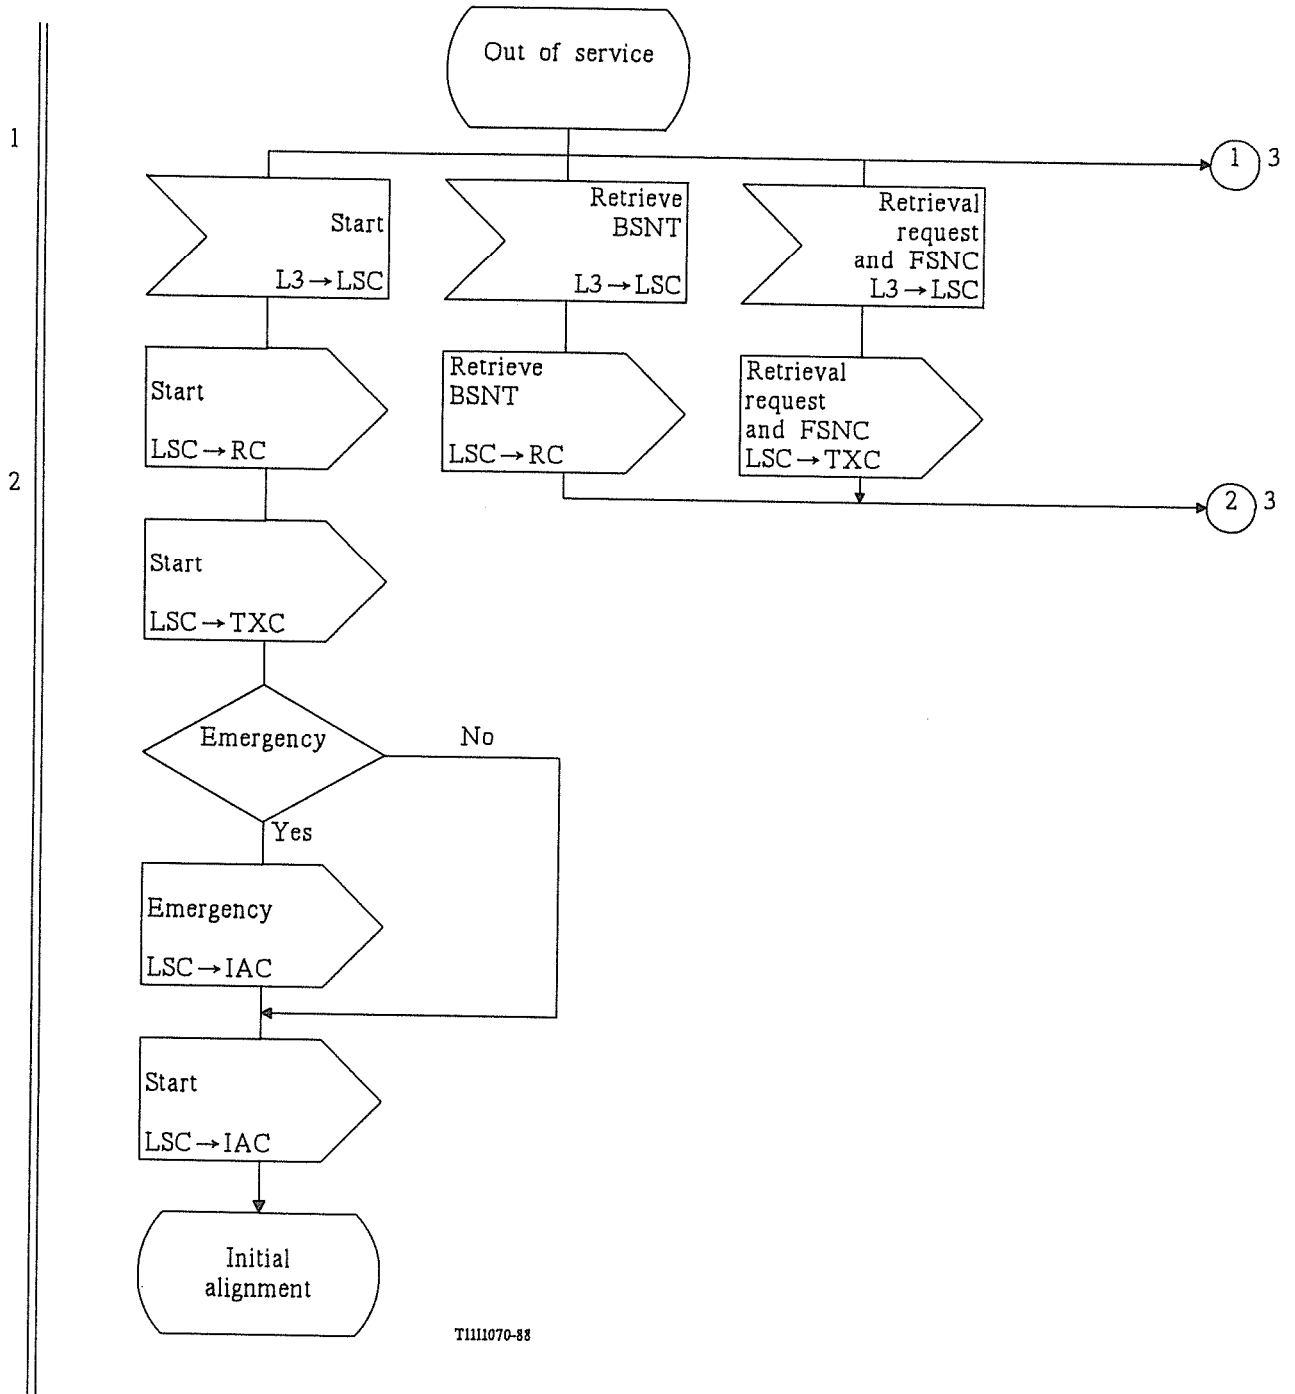 Out of service
1
1 3
Start
L3→LSC
Retrieve
BSNT
L3→LSC
Retrieval
request
and FSNC
L3→LSC
Start
LSC→RC
Retrieve
BSNT
LSC→RC
Retrieval
request
and FSNC
LSC→TXC
2
2 3
Start
LSC→TXC
Emergency
No
Yes
Emergency
LSC→IAC
Start
LSC→IAC
Initial
alignment
T1111070-88